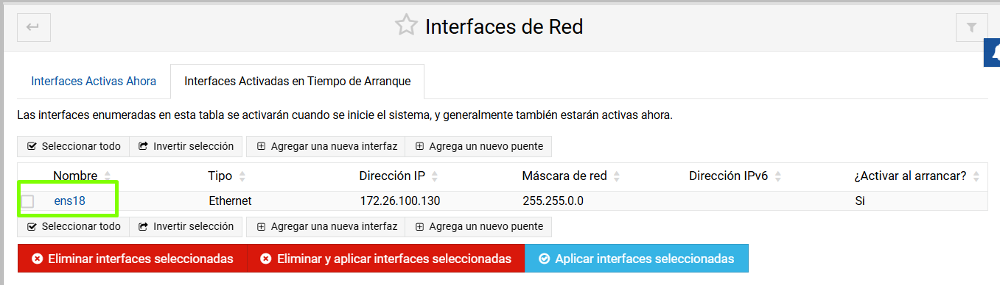 Interfaces de Red
Interfaces Activas Ahora Interfaces Activadas en Tiempo de Arranque
Las interfaces enumeradas en esta tabla se activarán cuando se inicie el sistema, y generalmente también estarán activas ahora.
Seleccionar todo Invertir selección Agregar una nueva interfaz Agrega un nuevo puente
Nombre Tipo Dirección IP Máscara de red Dirección IPv6 ¿Activar al arrancar?
ens18 Ethernet 172.26.100.130 255.255.0.0 Si
Seleccionar todo Invertir selección Agregar una nueva interfaz Agrega un nuevo puente
Eliminar interfaces seleccionadas Eliminar y aplicar interfaces seleccionadas Aplicar interfaces seleccionadas